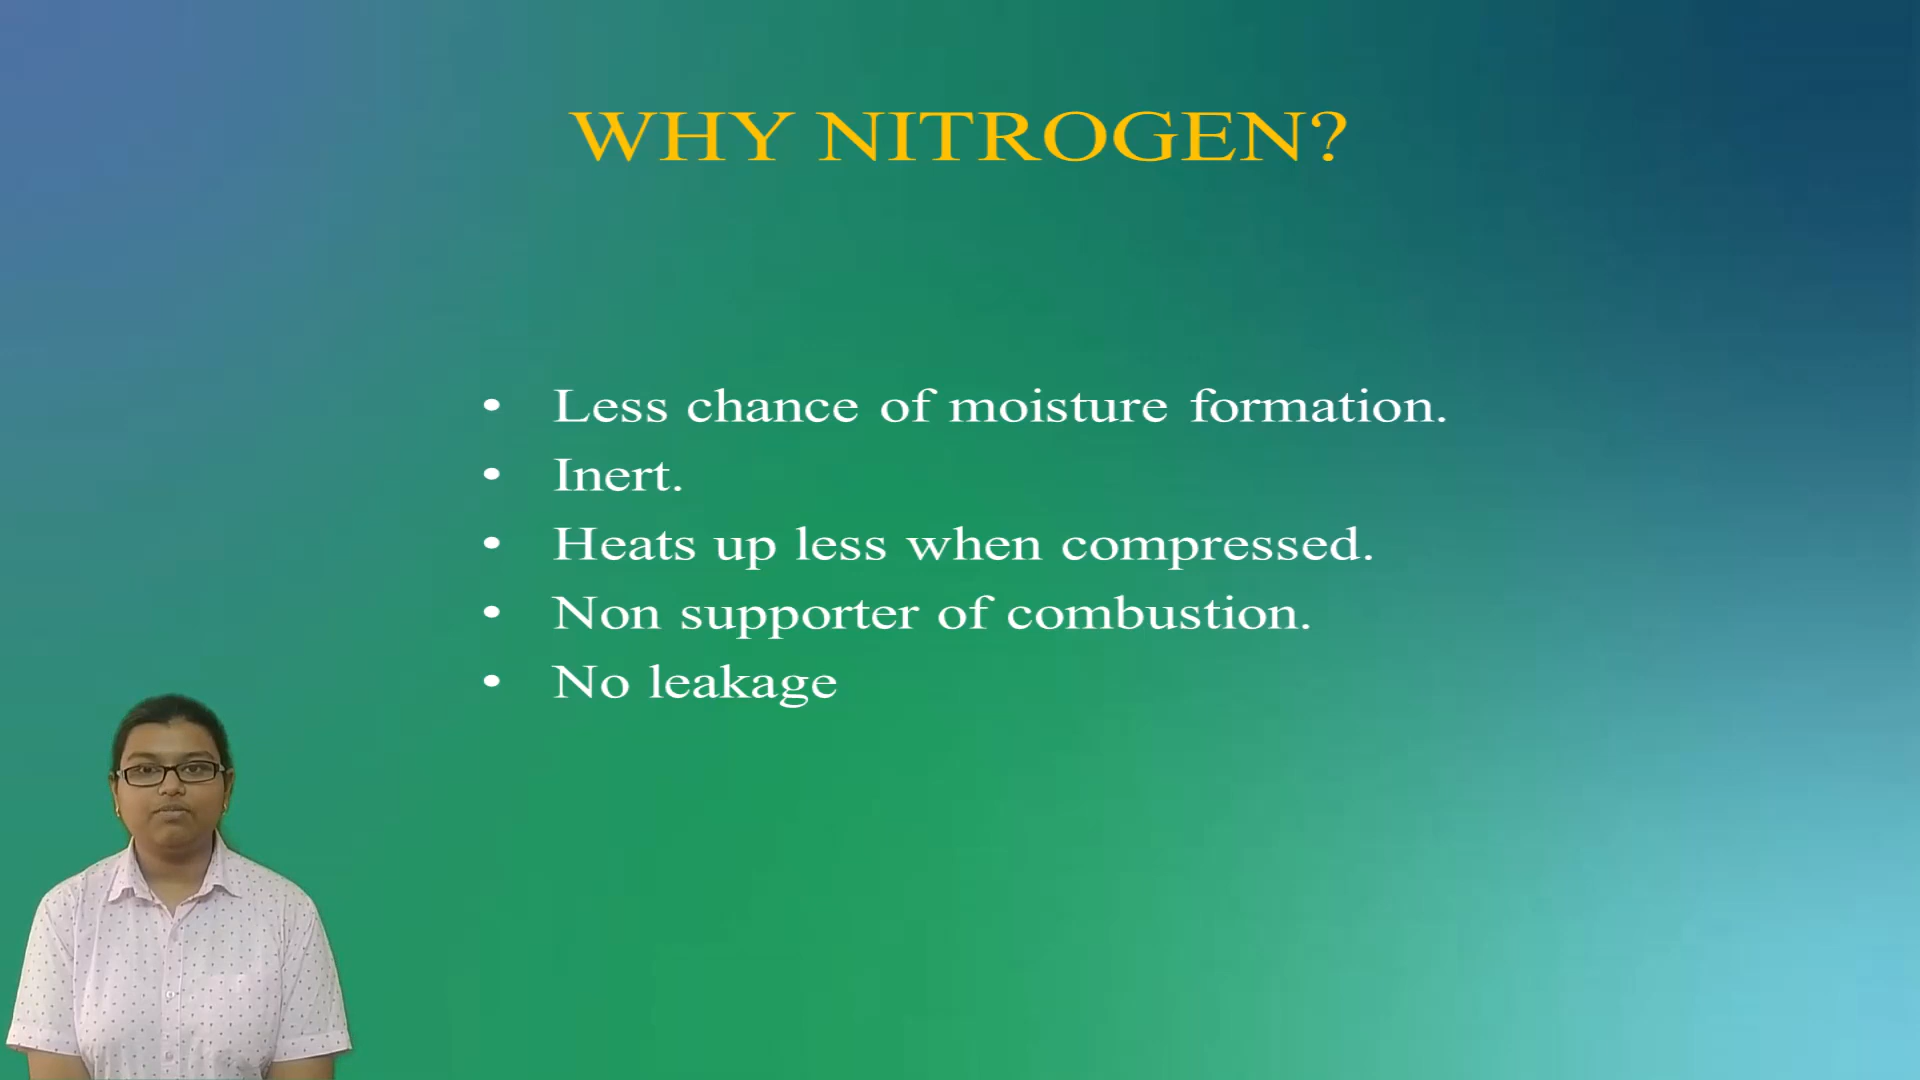 WHY NITROGEN?
• Less chance of moisture formation.
• Inert.
• Heats up less when compressed.
• Non supporter of combustion.
• No leakage